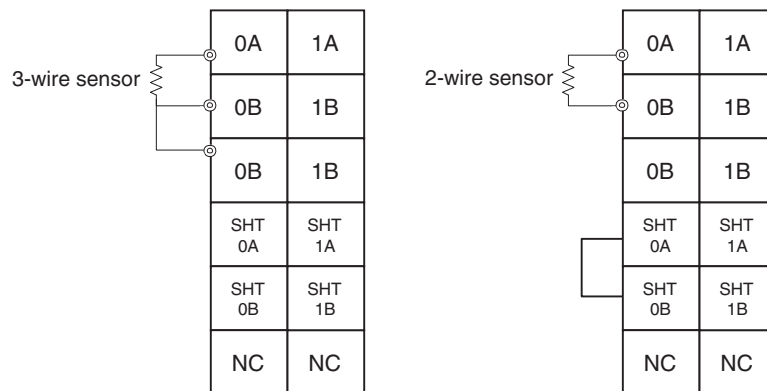 3-wire sensor
0A 1A
0B 1B
0B 1B
SHT 0A SHT 1A
SHT 0B SHT 1B
NC NC
2-wire sensor
0A 1A
0B 1B
0B 1B
SHT 0A SHT 1A
SHT 0B SHT 1B
NC NC